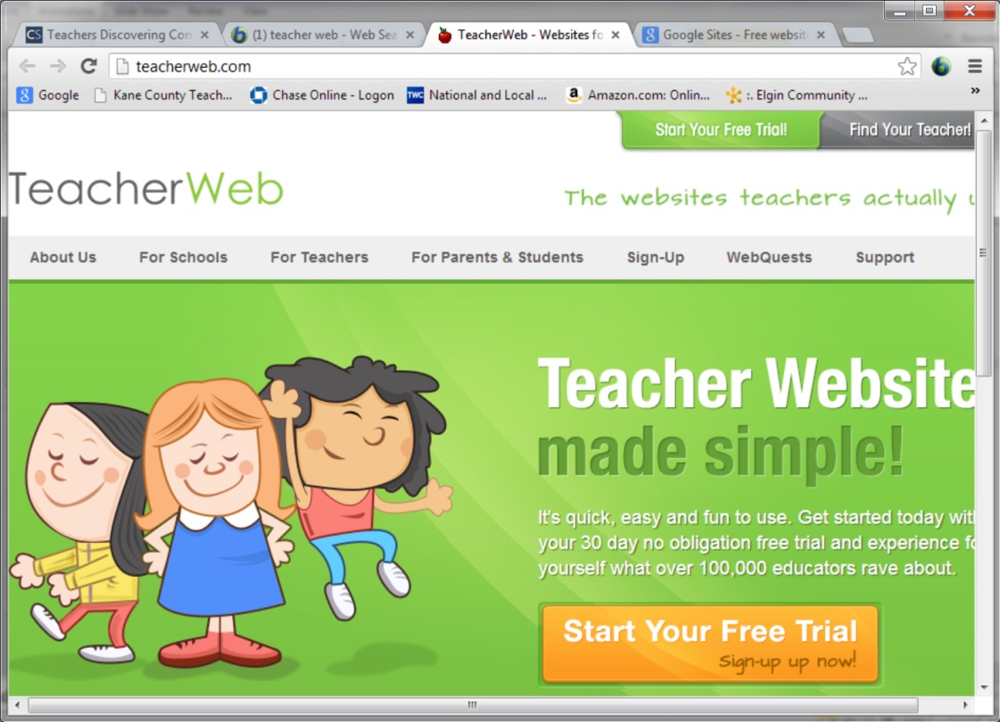 Teachers Discovering Con
(1) teacher web - Web Sea
TeacherWeb - Websites fo
Google Sites - Free websit
teacherweb.com
Google
Kane County Teach...
Chase Online - Logon
National and Local ...
Amazon.com: Onlin...
:. Elgin Community ...
»
Start Your Free Trial!
Find Your Teacher!
TeacherWeb
The websites teachers actually u
About Us
For Schools
For Teachers
For Parents & Students
Sign-Up
WebQuests
Support
Teacher Website
made simple!
It's quick, easy and fun to use. Get started today with
your 30 day no obligation free trial and experience fo
yourself what over 100,000 educators rave about.
Start Your Free Trial
Sign-up up now!